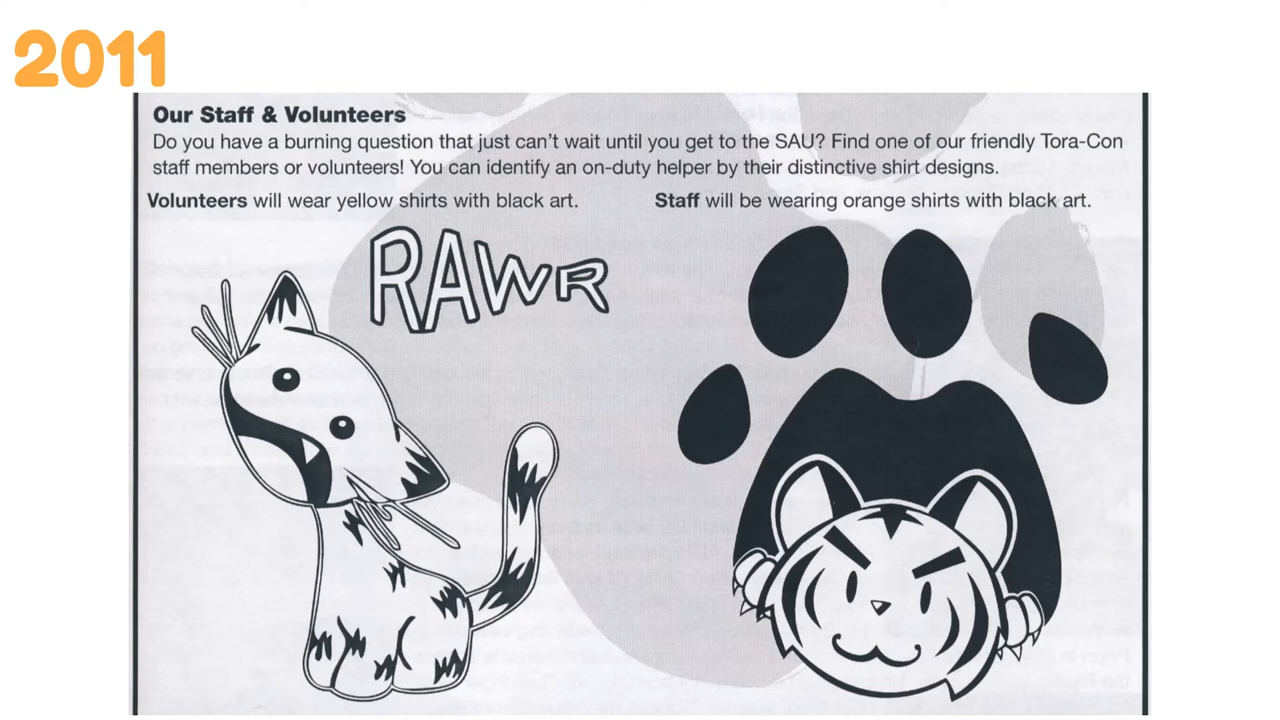 2011
Our Staff & Volunteers
Do you have a burning question that just can't wait until you get to the SAU? Find one of our friendly Tora-Con
staff members or volunteers! You can identify an on-duty helper by their distinctive shirt designs.
Volunteers will wear yellow shirts with black art.
Staff will be wearing orange shirts with black art.
RAWR